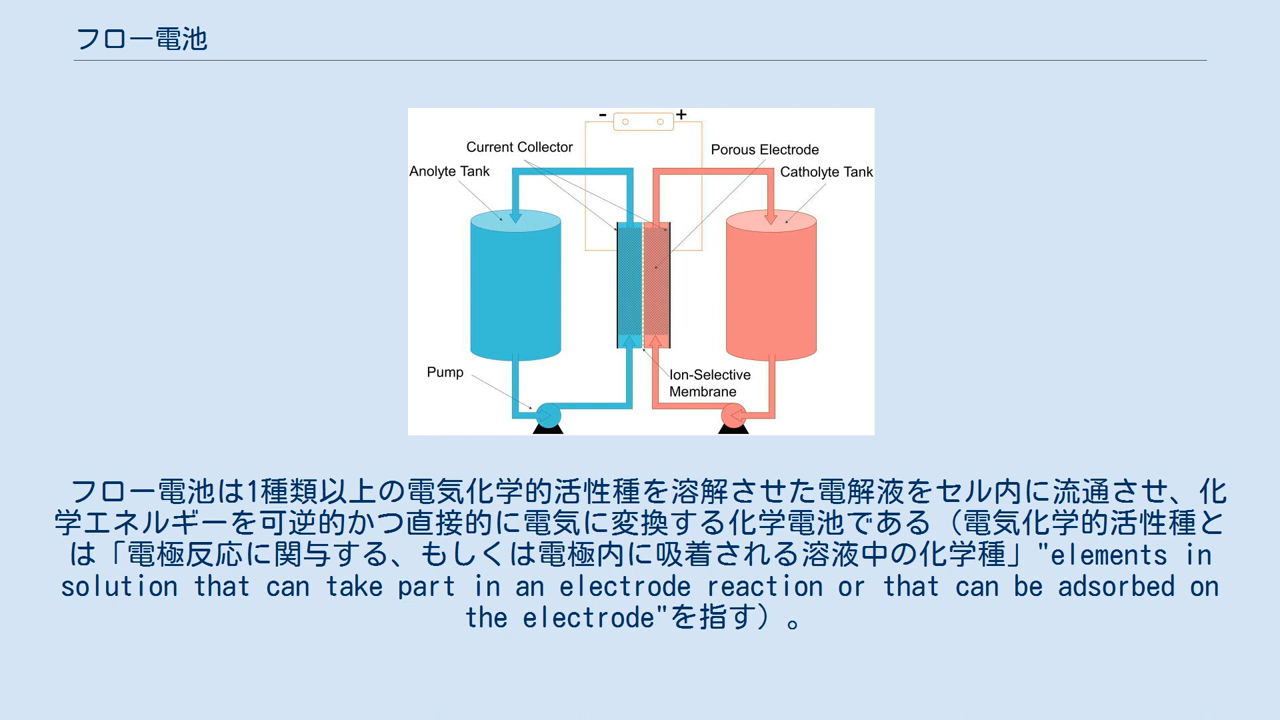 フロー電池
- +
Current Collector
Porous Electrode
Anolyte Tank
Catholyte Tank
Pump
Ion-Selective
Membrane
フロー電池は1種類以上の電気化学的活性種を溶解させた電解液をセル内に流通させ、化
学エネルギーを可逆的かつ直接的に電気に変換する化学電池である（電気化学的活性種と
は「電極反応に関与する、もしくは電極内に吸着される溶液中の化学種」"elements in
solution that can take part in an electrode reaction or that can be adsorbed on
the electrode"を指す）。